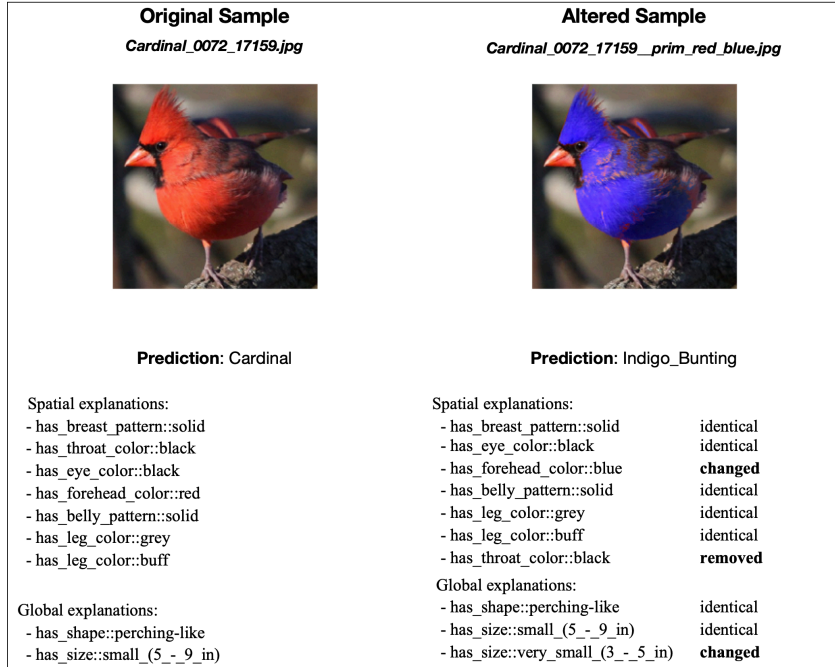 Original Sample
Cardinal_0072_17159.jpg
Prediction: Cardinal
Spatial explanations:
- has_breast_pattern::solid
- has_throat_color::black
- has_eye_color::black
- has_forehead_color::red
- has_belly_pattern::solid
- has_leg_color::grey
- has_leg_color::buff
Global explanations:
- has_shape::perching-like
- has_size::small_(5_-_9_in)
Altered Sample
Cardinal_0072_17159__prim_red_blue.jpg
Prediction: Indigo_Bunting
Spatial explanations:
- has_breast_pattern::solid identical
- has_eye_color::black identical
- has_forehead_color::blue changed
- has_belly_pattern::solid identical
- has_leg_color::grey identical
- has_leg_color::buff identical
- has_throat_color::black removed
Global explanations:
- has_shape::perching-like identical
- has_size::small_(5_-_9_in) identical
- has_size::very_small_(3_-_5_in) changed